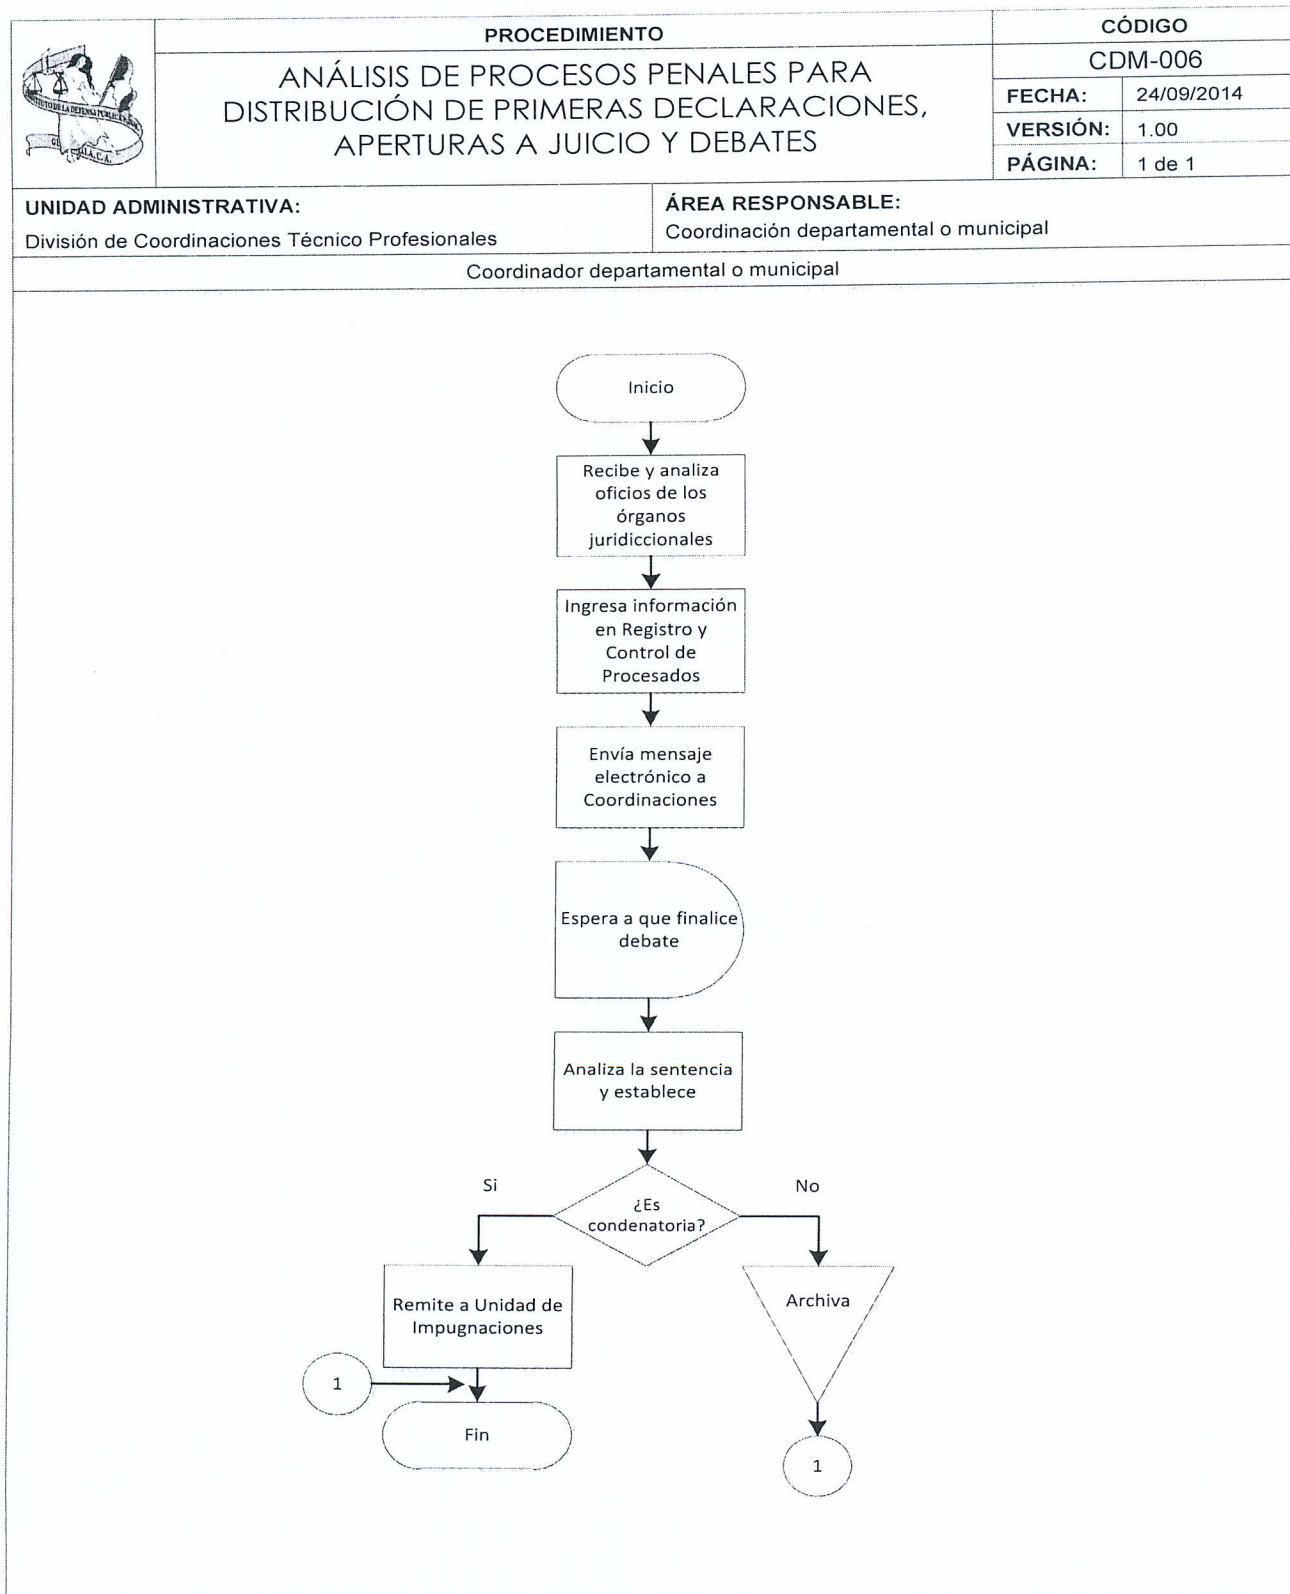 PROCEDIMIENTO
ANÁLISIS DE PROCESOS PENALES PARA
DISTRIBUCIÓN DE PRIMERAS DECLARACIONES,
APERTURAS A JUICIO Y DEBATES
CÓDIGO
CDM-006
FECHA: 24/09/2014
VERSIÓN: 1.00
PÁGINA: 1 de 1
UNIDAD ADMINISTRATIVA:
División de Coordinaciones Técnico Profesionales
ÁREA RESPONSABLE:
Coordinación departamental o municipal
Coordinador departamental o municipal
Inicio
Recibe y analiza
oficios de los
órganos
juridiccionales
Ingresa información
en Registro y
Control de
Procesados
Envía mensaje
electrónico a
Coordinaciones
Espera a que finalice
debate
Analiza la sentencia
y establece
Si
¿Es
condenatoria?
No
Remite a Unidad de
Impugnaciones
Archiva
1
Fin
1